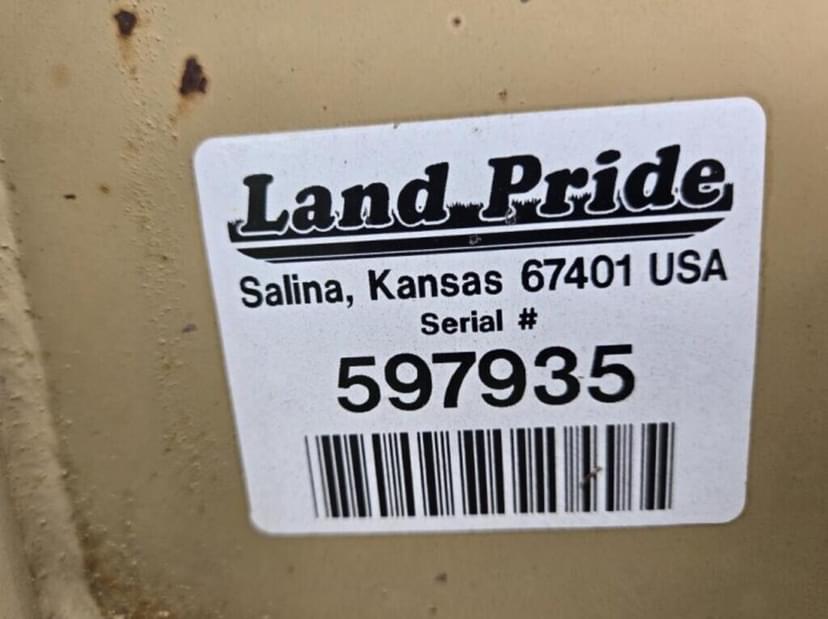 Land Pride
Salina, Kansas 67401 USA
Serial #
597935